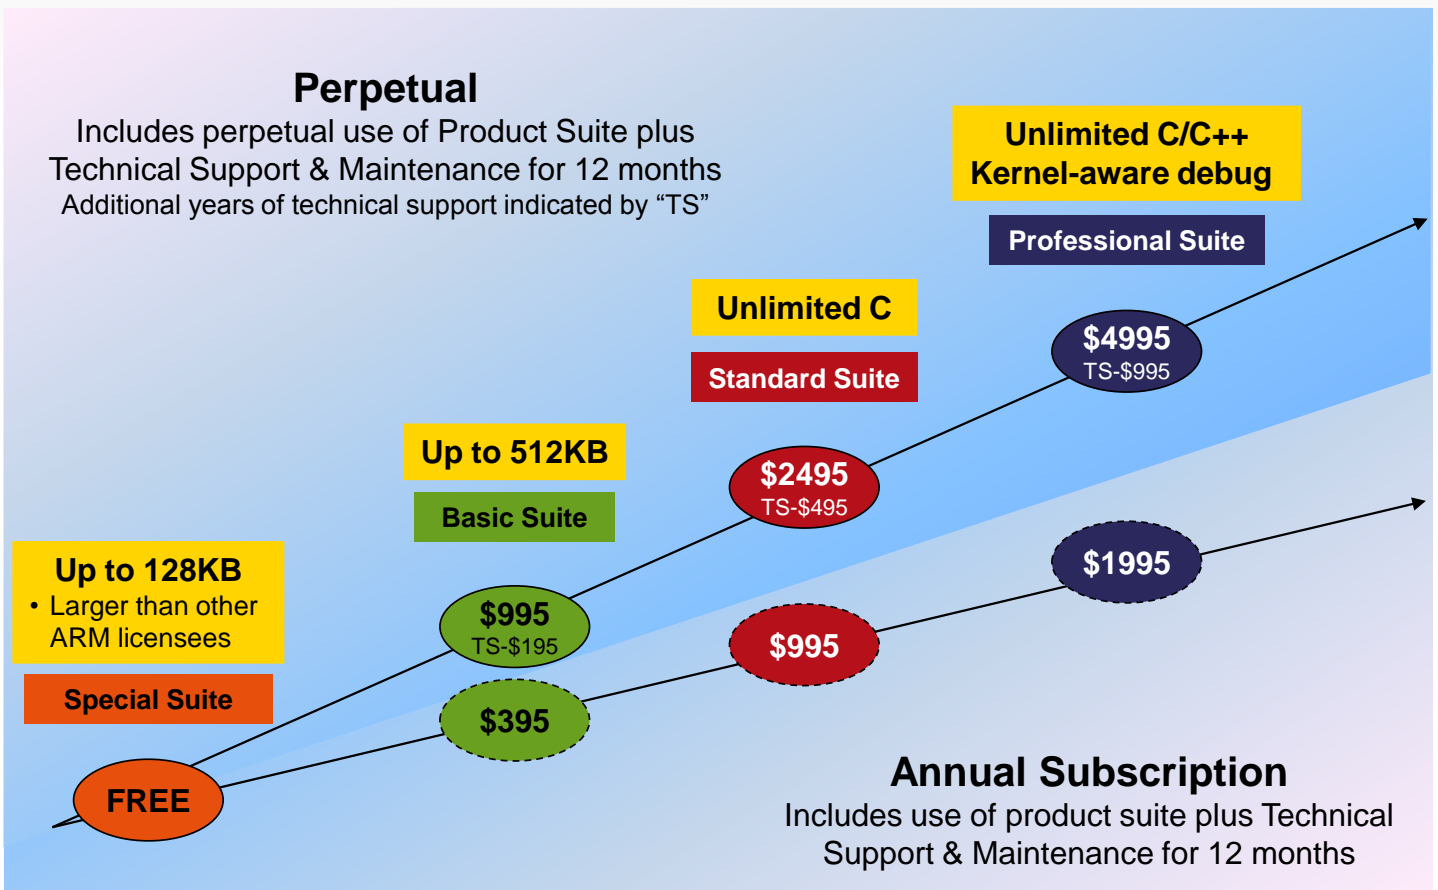 Perpetual
Includes perpetual use of Product Suite plus
Technical Support & Maintenance for 12 months
Additional years of technical support indicated by “TS”
Unlimited C/C++
Kernel-aware debug
Professional Suite
$4995
TS-$995
Unlimited C
Standard Suite
$2495
TS-$495
Up to 512KB
Basic Suite
$995
TS-$195
Up to 128KB
• Larger than other
ARM licensees
Special Suite
FREE
$395
$995
$1995
Annual Subscription
Includes use of product suite plus Technical
Support & Maintenance for 12 months